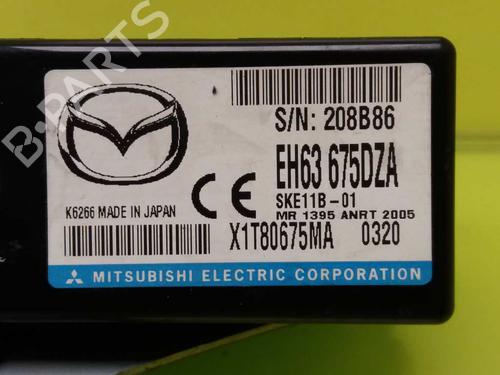 B-PARTS
S/N: 208B86
EH63 675DZA
SKE11B-01
K6266 MADE IN JAPAN
CE
MR 1395 ANRT 2005
X1T80675MA 0320
MITSUBISHI ELECTRIC CORPORATION